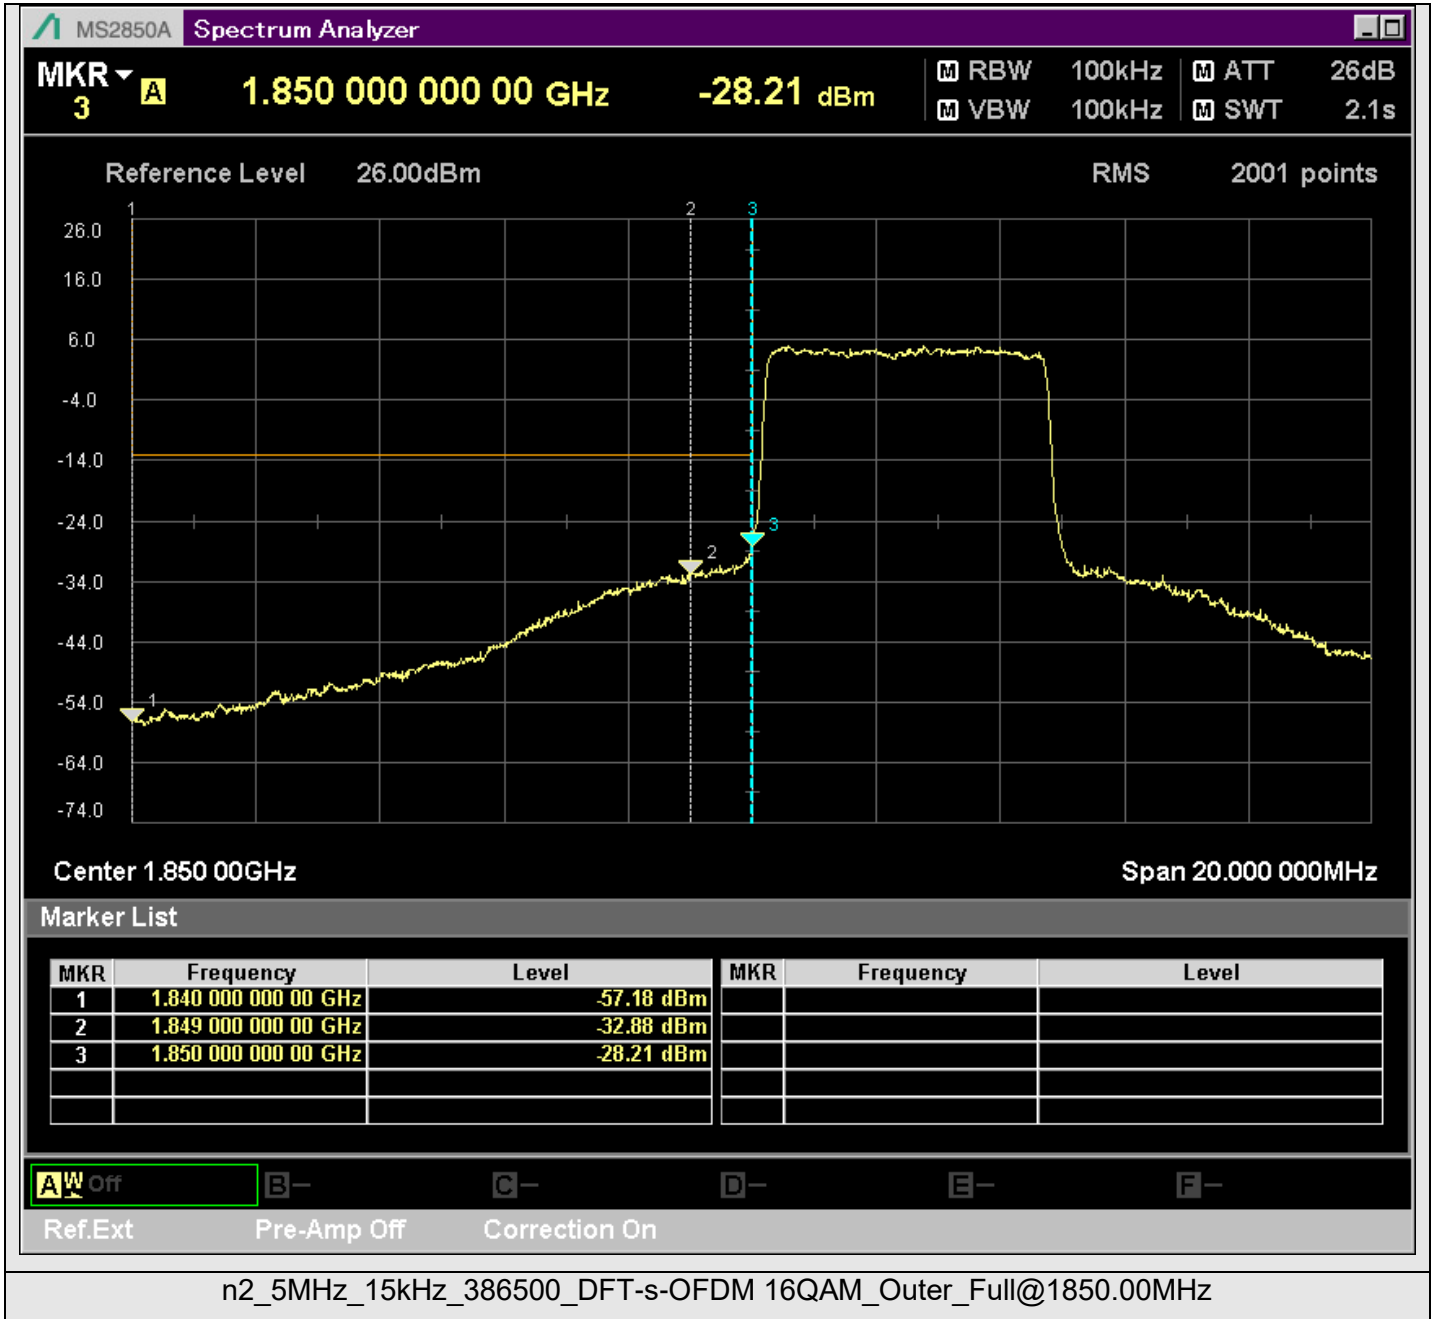 MS2850A Spectrum Analyzer
MKR 3 A 1.850 000 000 00 GHz -28.21 dBm
M RBW 100kHz M ATT 26dB
M VBW 100kHz M SWT 2.1s
Reference Level 26.00dBm RMS 2001 points
1 2 3
26.0
16.0
6.0
-4.0
-14.0
-24.0 3
2
-34.0
-44.0
-54.0 1
-64.0
-74.0
Center 1.850 00GHz Span 20.000 000MHz
Marker List
MKR Frequency Level MKR Frequency Level
1 1.840 000 000 00 GHz -57.18 dBm
2 1.849 000 000 00 GHz -32.88 dBm
3 1.850 000 000 00 GHz -28.21 dBm
A W Off B – C – D – E – F –
Ref.Ext Pre-Amp Off Correction On
n2_5MHz_15kHz_386500_DFT-s-OFDM 16QAM_Outer_Full@1850.00MHz